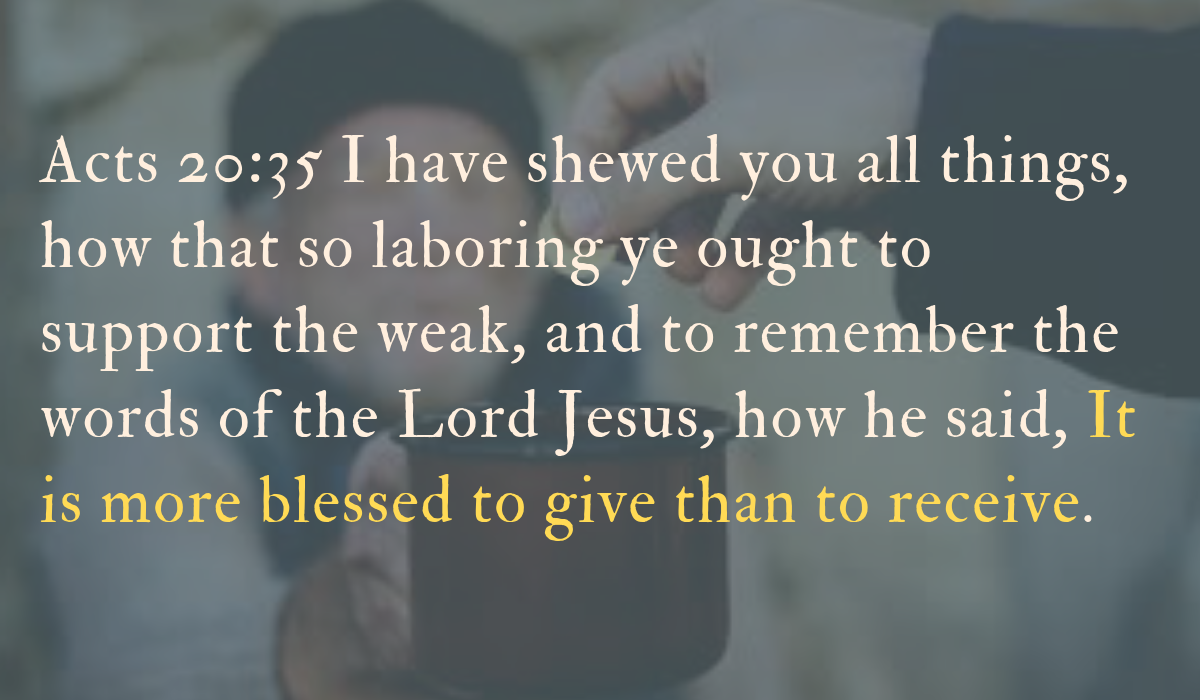 Acts 20:35 I have shewed you all things,
how that so laboring ye ought to
support the weak, and to remember the
words of the Lord Jesus, how he said, It
is more blessed to give than to receive.